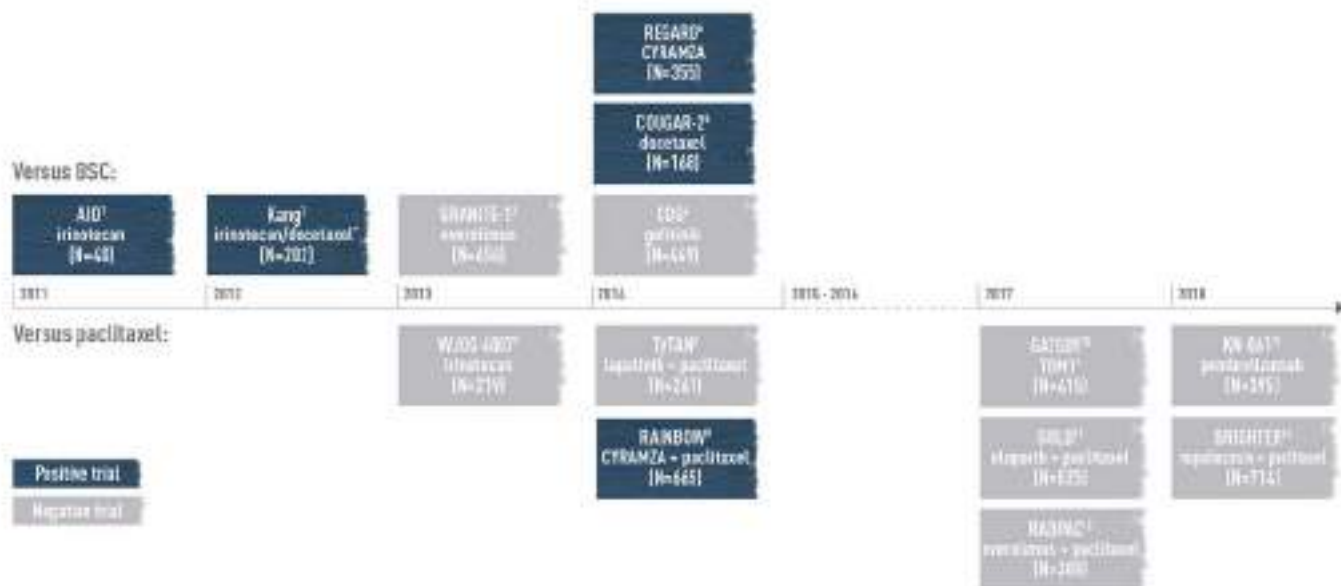 REGARD
CYRAMZA
(N=355)
COUGAR-2
docetaxel
(N=168)
Versus BSC:
AIO
irinotecan
(N=40)
Kang
irinotecan/docetaxel
(N=202)
GRANITE-1
everolimus
(N=656)
COG
gefitinib
(N=449)
2011
2012
2013
2014
2015 - 2016
2017
2018
Versus paclitaxel:
WJOG 4007
irinotecan
(N=219)
TyTAN
lapatinib + paclitaxel
(N=261)
GATSBY
(N=415)
KN-061
pembrolizumab
(N=395)
RAINBOW
CYRAMZA + paclitaxel
(N=665)
GOLD
olaparib + paclitaxel
(N=525)
BRIGHTER
+ paclitaxel
(N=714)
Positive trial
Negative trial
RADPAC
everolimus + paclitaxel
(N=300)